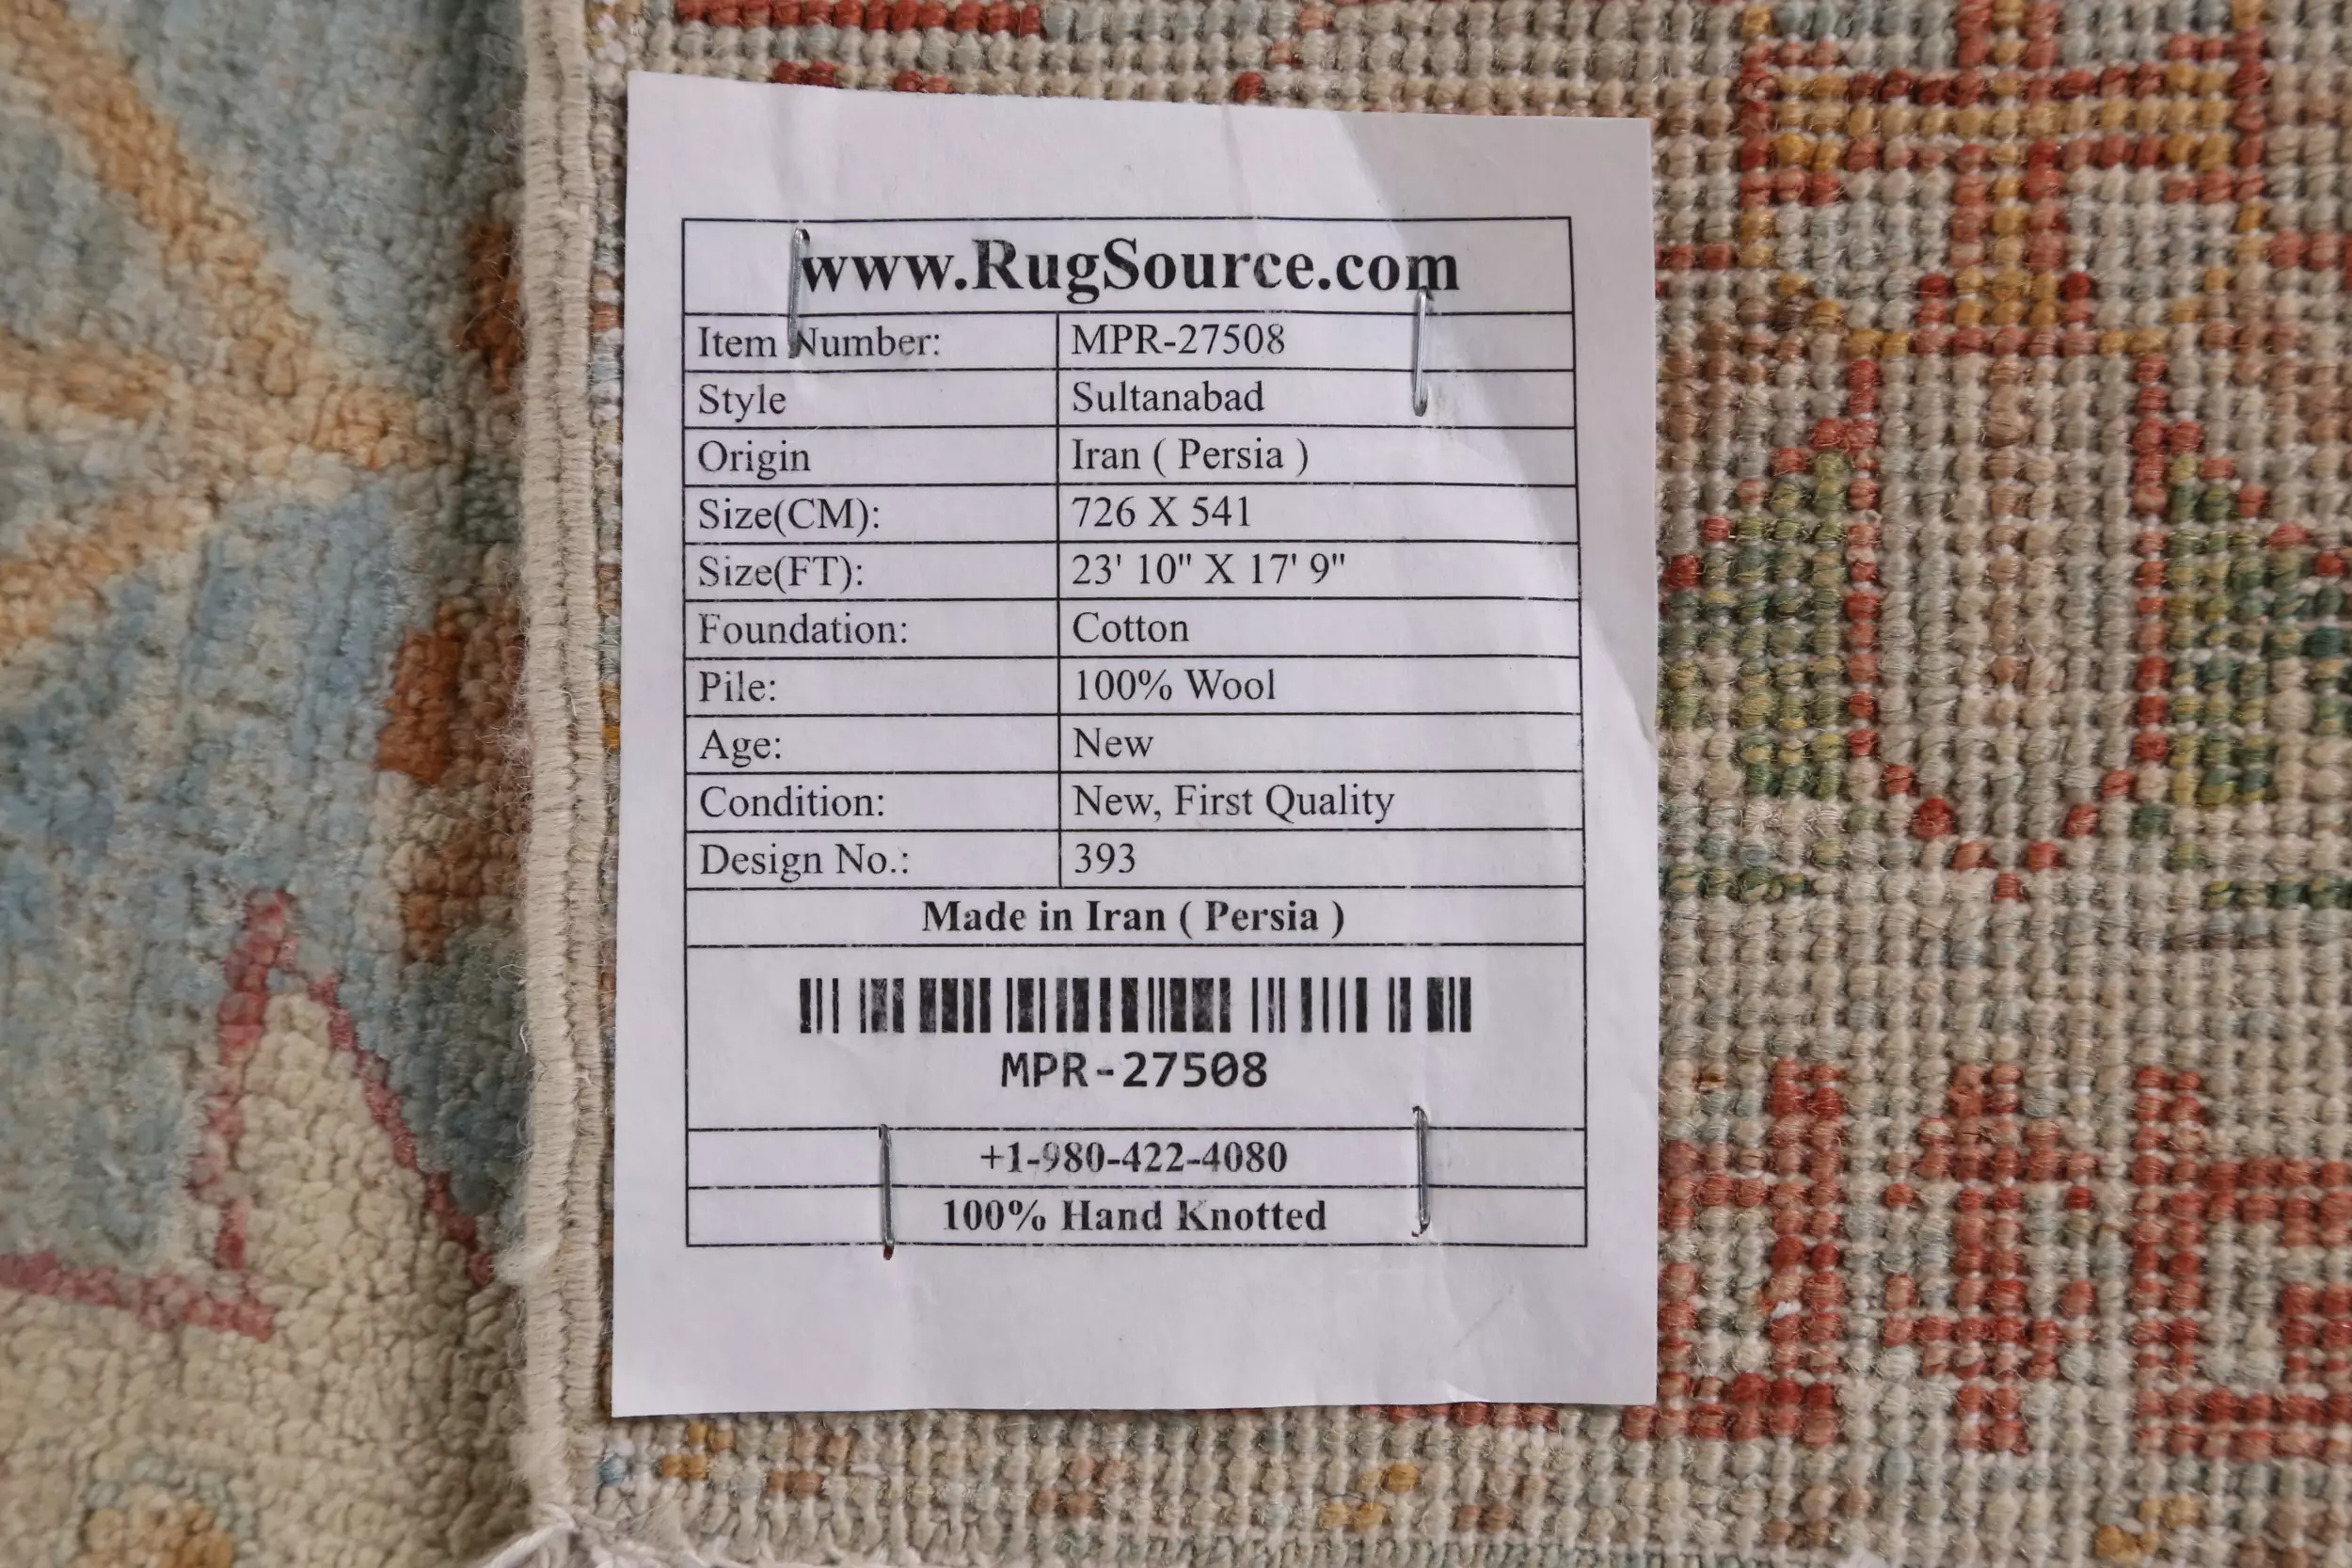 www.RugSource.com
Item Number: MPR-27508
Style Sultanabad
Origin Iran ( Persia )
Size(CM): 726 X 541
Size(FT): 23' 10" X 17' 9"
Foundation: Cotton
Pile: 100% Wool
Age: New
Condition: New, First Quality
Design No.: 393
Made in Iran ( Persia )
MPR-27508
+1-980-422-4080
100% Hand Knotted